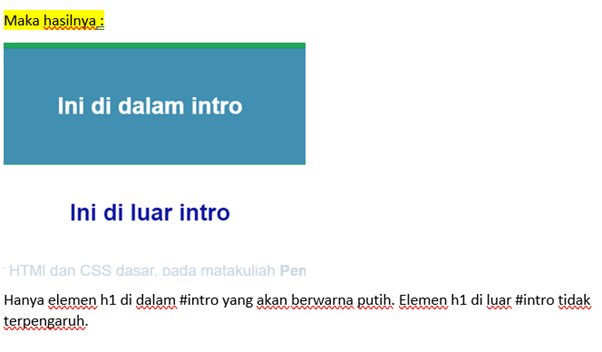 Maka hasilnya :
Ini di dalam intro
Ini di luar intro
HTMl dan CSS dasar, pada matakuliah
Hanya elemen h1 di dalam #intro yang akan berwarna putih. Elemen h1 di luar #intro tidak
terpengaruh.